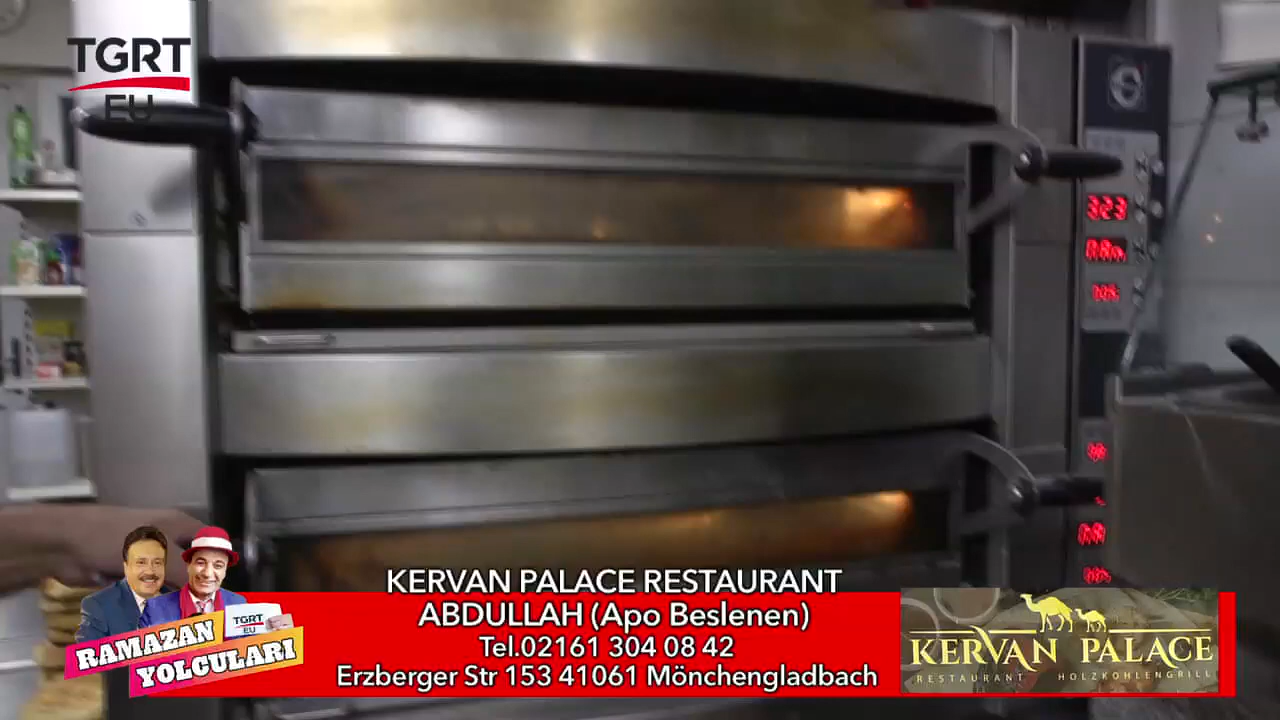 TGRT
EU
323
KERVAN PALACE RESTAURANT
ABDULLAH (Apo Beslenen)
Tel.02161 304 08 42
Erzberger Str 153 41061 Mönchengladbach
RAMAZAN
YOLCULARI
TGRT
EU
KERVAN PALACE
RESTAURANT HOLZKOHLENGRILL